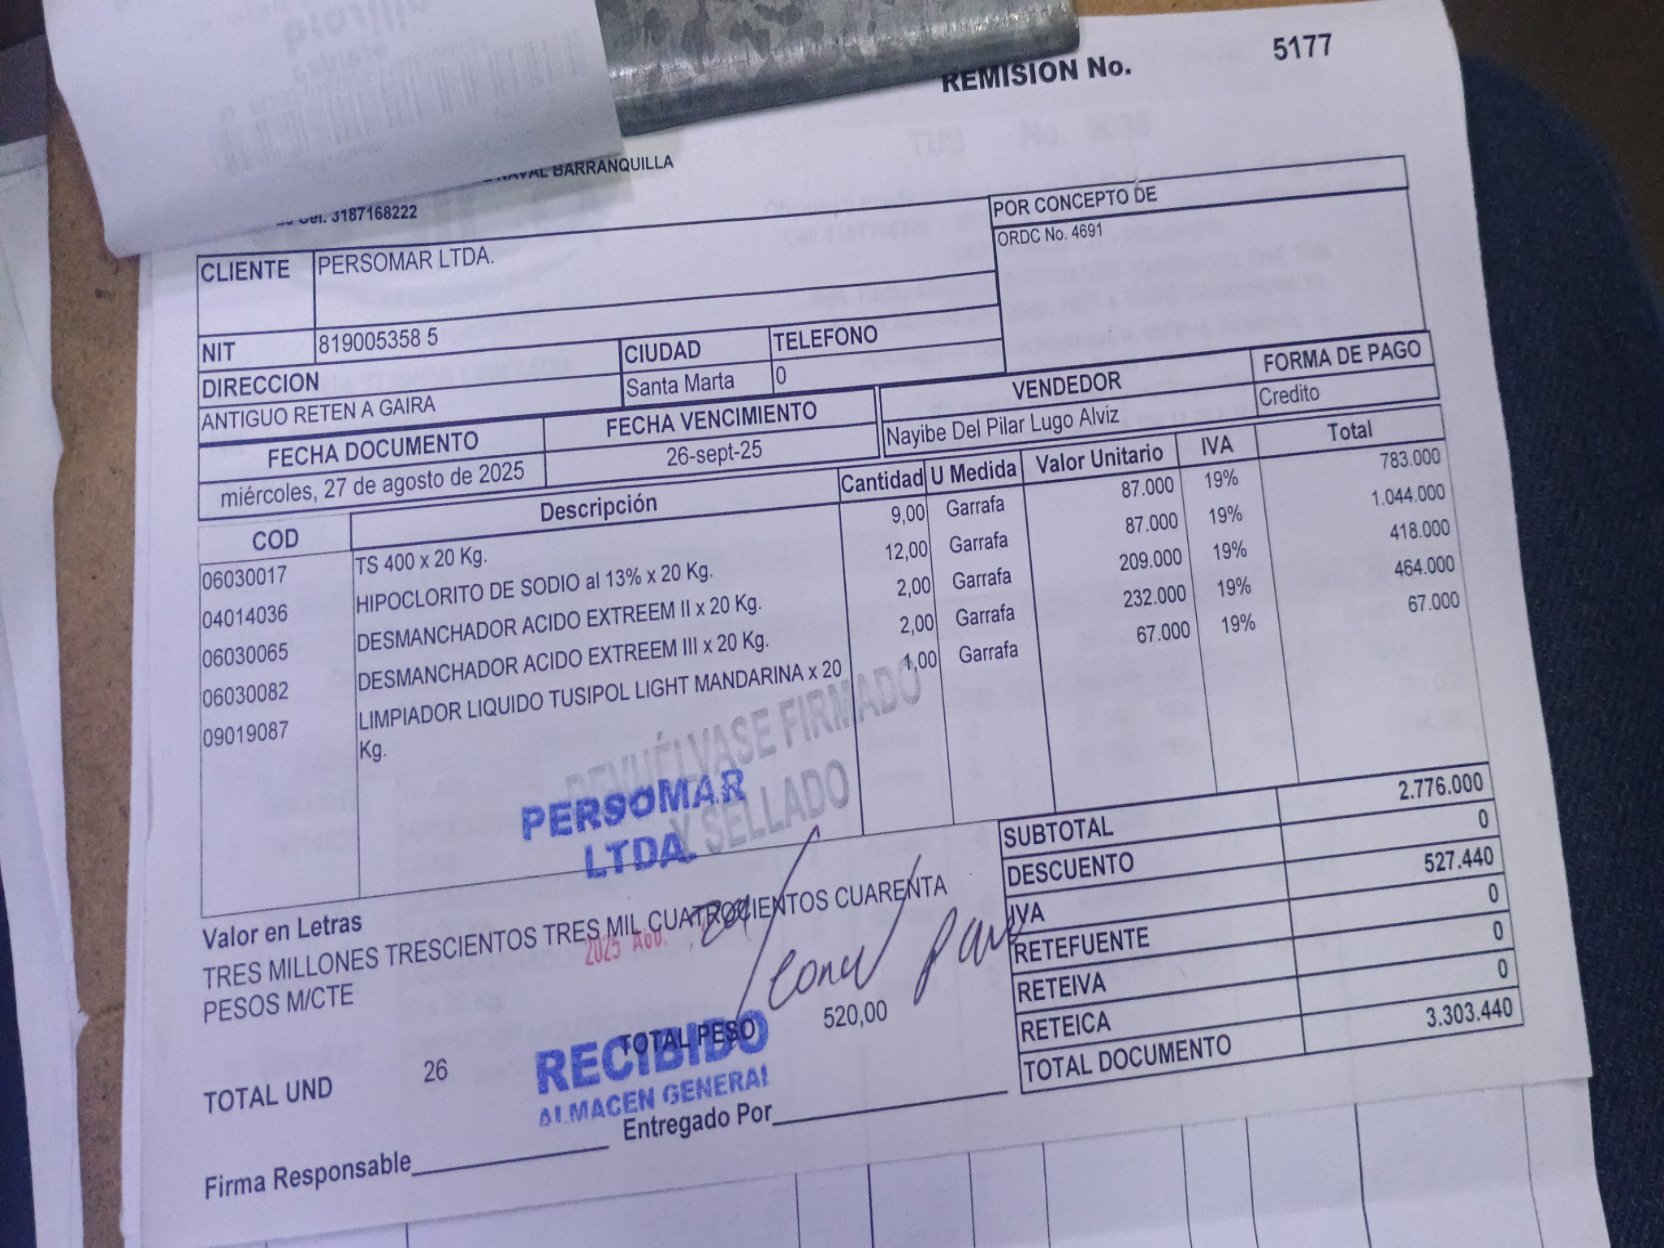 REMISION No. 5177
NAVAL BARRANQUILLA
Cel. 3187168222
CLIENTE PERSOMAR LTDA.
POR CONCEPTO DE
ORDC No. 4691
NIT 819005358 5
CIUDAD TELEFONO
DIRECCION Santa Marta 0
ANTIGUO RETEN A GAIRA
VENDEDOR FORMA DE PAGO
FECHA DOCUMENTO FECHA VENCIMIENTO Nayibe Del Pilar Lugo Alviz Credito
miércoles, 27 de agosto de 2025 26-sept-25
COD Descripción Cantidad U Medida Valor Unitario IVA Total
06030017 TS 400 x 20 Kg. 9,00 Garrafa 87.000 19% 783.000
04014036 HIPOCLORITO DE SODIO al 13% x 20 Kg. 12,00 Garrafa 87.000 19% 1.044.000
06030065 DESMANCHADOR ACIDO EXTREEM II x 20 Kg. 2,00 Garrafa 209.000 19% 418.000
06030082 DESMANCHADOR ACIDO EXTREEM III x 20 Kg. 2,00 Garrafa 232.000 19% 464.000
09019087 LIMPIADOR LIQUIDO TUSIPOL LIGHT MANDARINA x 20 1,00 Garrafa 67.000 19% 67.000
Kg.
DEVUÉLVASE FIRMADO
Y SELLADO
PERSOMAR
LTDA.
SUBTOTAL 2.776.000
DESCUENTO 0
IVA 527.440
RETEFUENTE 0
RETEIVA 0
RETEICA 0
TOTAL DOCUMENTO 3.303.440
Valor en Letras
TRES MILLONES TRESCIENTOS TRES MIL CUATROCIENTOS CUARENTA
PESOS M/CTE
2025 AGO.
TOTAL UND 26 TOTAL PESO 520,00
RECIBIDO
ALMACEN GENERAL
Firma Responsable Entregado Por